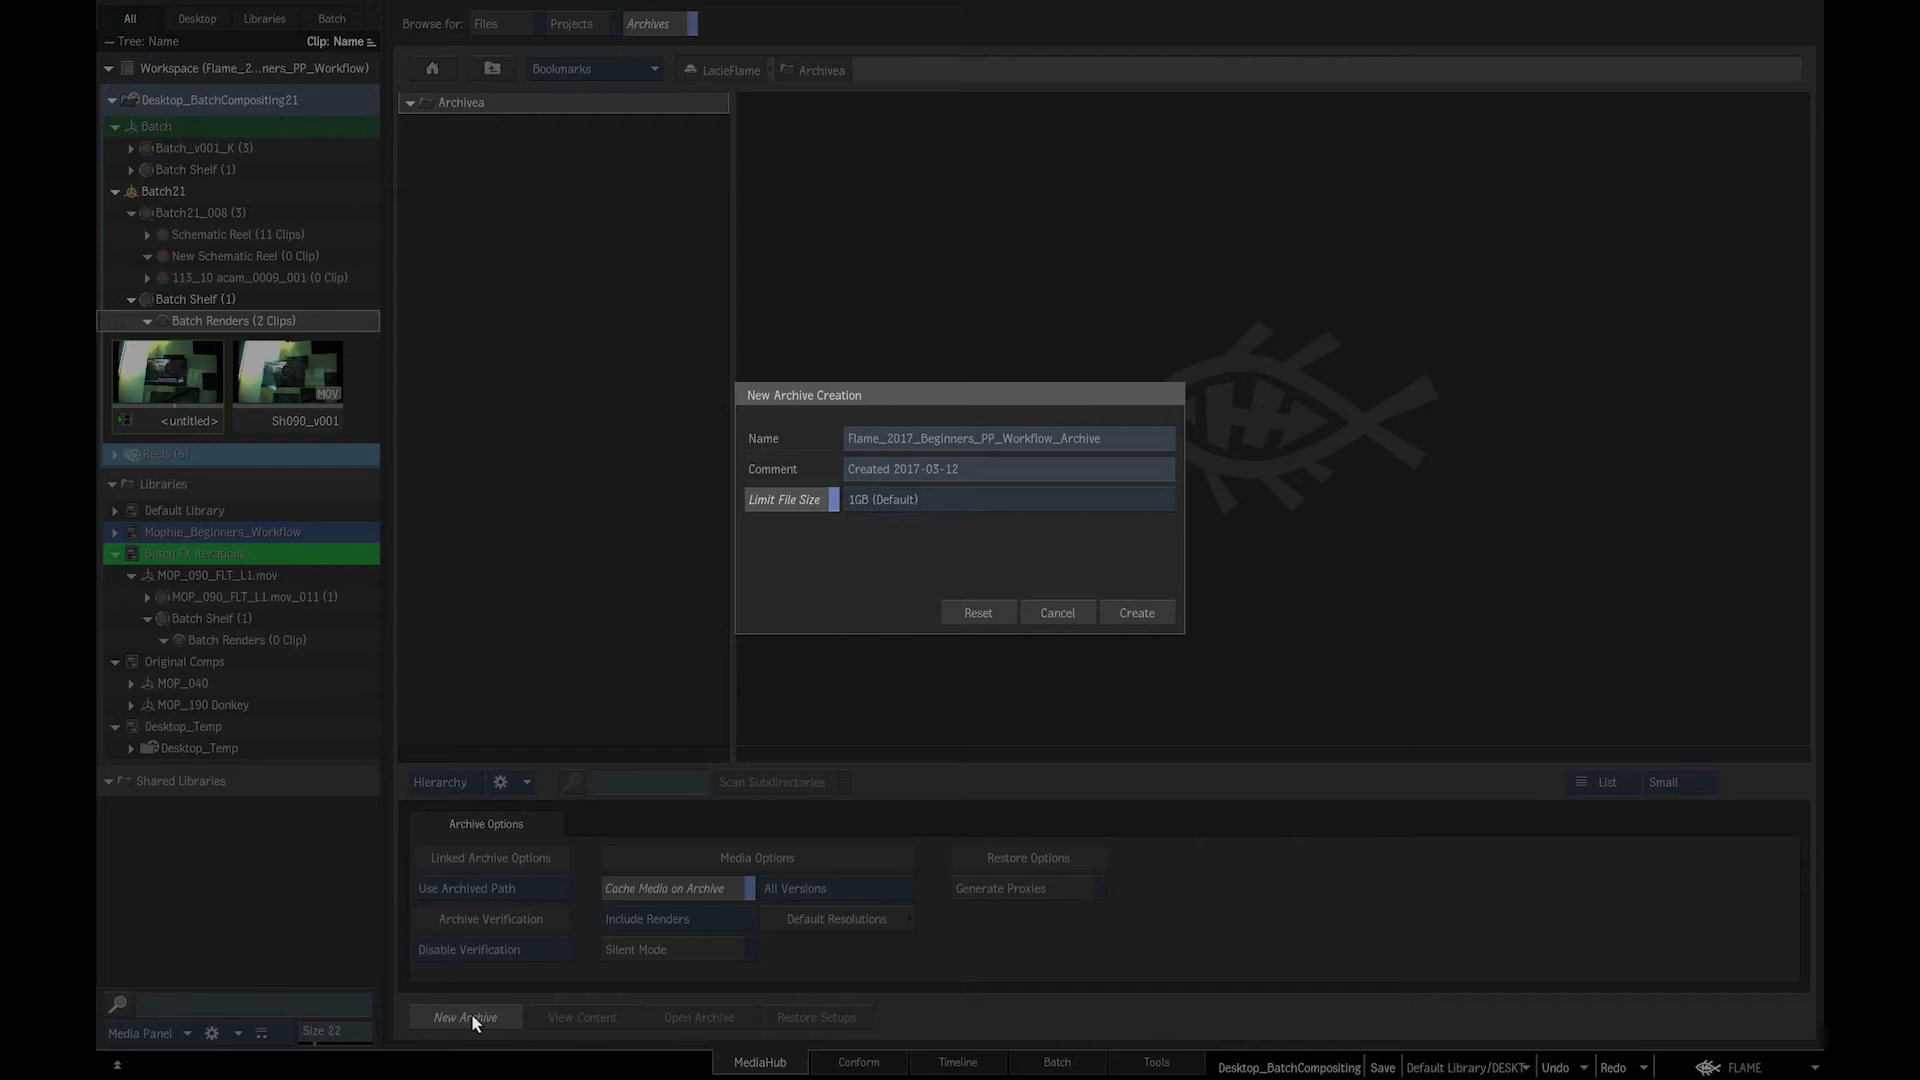 All Desktop Libraries Batch
Tree: Name Clip: Name
Workspace (Flame_2...ners_PP_Workflow)
Desktop_BatchCompositing21
Batch
Batch_v001_K (3)
Batch Shelf (1)
Batch21
Batch21_008 (3)
Schematic Reel (11 Clips)
New Schematic Reel (0 Clip)
113_10 acam_0009_001 (0 Clip)
Batch Shelf (1)
Batch Renders (2 Clips)
MOV
<untitled> Sh090_v001
Reels (5)
Libraries
Default Library
Mophie_Beginners_Workflow
Batch FX Iterations
MOP_090_FLT_L1.mov
MOP_090_FLT_L1.mov_011 (1)
Batch Shelf (1)
Batch Renders (0 Clip)
Original Comps
MOP_040
MOP_190 Donkey
Desktop_Temp
Desktop_Temp
Shared Libraries
Media Panel Size 22
Browse for: Files Projects Archives
Bookmarks LacieFlame Archivea
Archivea
New Archive Creation
Name Flame_2017_Beginners_PP_Workflow_Archive
Comment Created 2017-03-12
Limit File Size 1GB (Default)
Reset Cancel Create
Hierarchy Scan Subdirectories List Small
Archive Options
Linked Archive Options Media Options Restore Options
Use Archived Path Cache Media on Archive All Versions Generate Proxies
Archive Verification Include Renders Default Resolutions
Disable Verification Silent Mode
New Archive View Content Open Archive Restore Setups
MediaHub Conform Timeline Batch Tools Desktop_BatchCompositing Save Default Library/DESKT Undo Redo FLAME